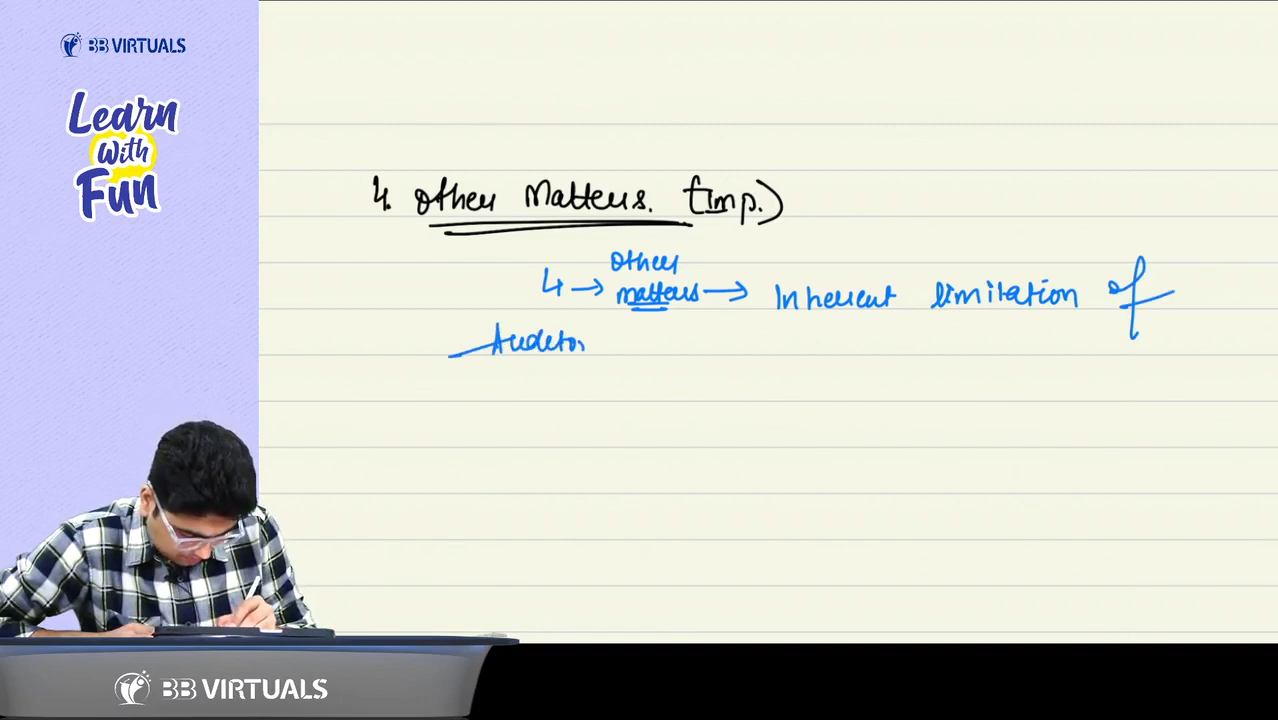 BB VIRTUALS
Learn
with
Fun
4. Other Matters. (Imp.)
4 → Other matters → Inherent limitation of
Auditor
BB VIRTUALS